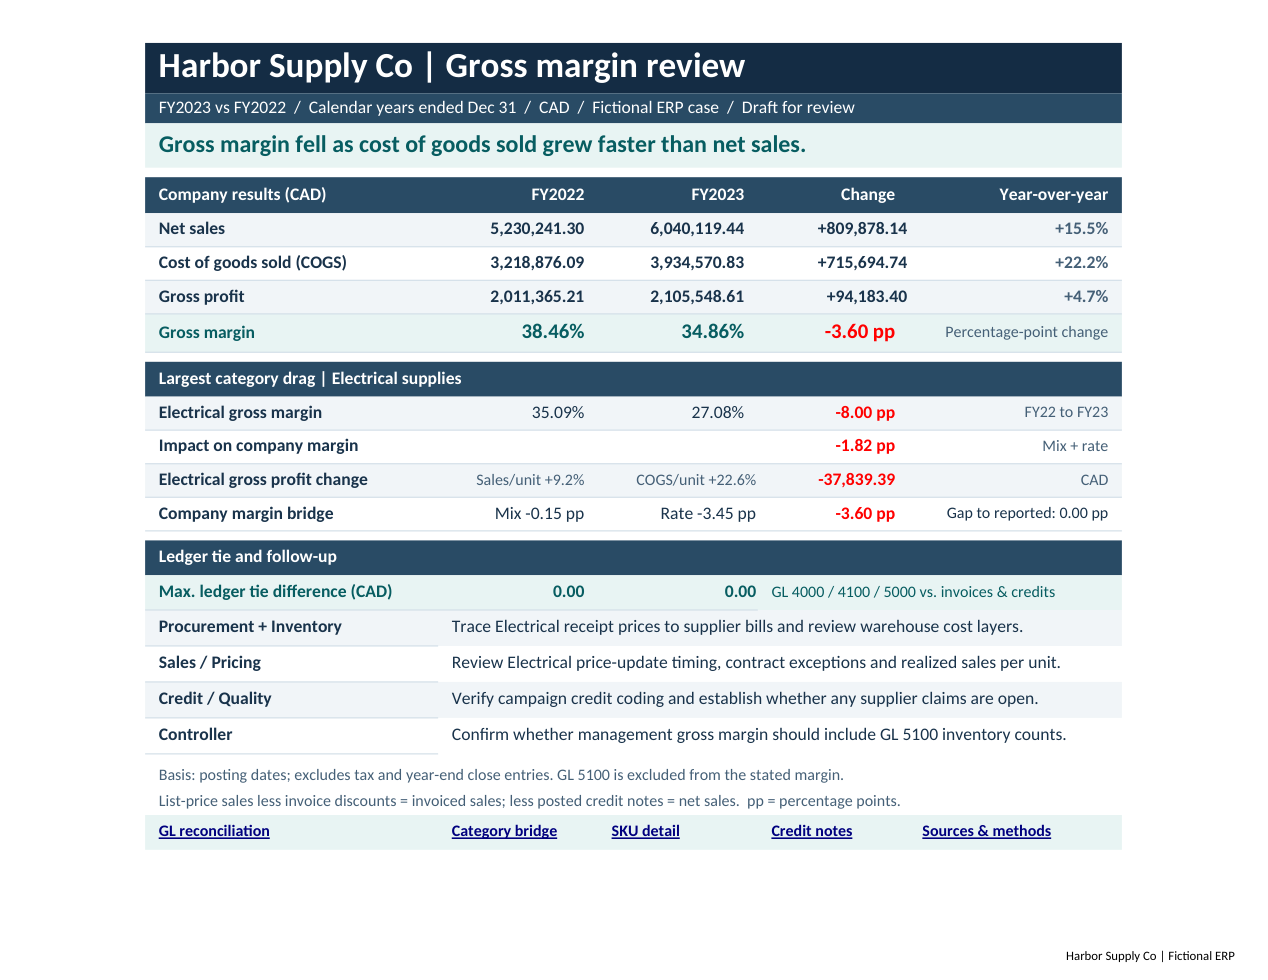 Harbor Supply Co | Gross margin review
FY2023 vs FY2022 / Calendar years ended Dec 31 / CAD / Fictional ERP case / Draft for review
Gross margin fell as cost of goods sold grew faster than net sales.
Company results (CAD) FY2022 FY2023 Change Year-over-year
Net sales 5,230,241.30 6,040,119.44 +809,878.14 +15.5%
Cost of goods sold (COGS) 3,218,876.09 3,934,570.83 +715,694.74 +22.2%
Gross profit 2,011,365.21 2,105,548.61 +94,183.40 +4.7%
Gross margin 38.46% 34.86% -3.60 pp Percentage-point change
Largest category drag | Electrical supplies
Electrical gross margin 35.09% 27.08% -8.00 pp FY22 to FY23
Impact on company margin -1.82 pp Mix + rate
Electrical gross profit change Sales/unit +9.2% COGS/unit +22.6% -37,839.39 CAD
Company margin bridge Mix -0.15 pp Rate -3.45 pp -3.60 pp Gap to reported: 0.00 pp
Ledger tie and follow-up
Max. ledger tie difference (CAD) 0.00 0.00 GL 4000 / 4100 / 5000 vs. invoices & credits
Procurement + Inventory Trace Electrical receipt prices to supplier bills and review warehouse cost layers.
Sales / Pricing Review Electrical price-update timing, contract exceptions and realized sales per unit.
Credit / Quality Verify campaign credit coding and establish whether any supplier claims are open.
Controller Confirm whether management gross margin should include GL 5100 inventory counts.
Basis: posting dates; excludes tax and year-end close entries. GL 5100 is excluded from the stated margin.
List-price sales less invoice discounts = invoiced sales; less posted credit notes = net sales. pp = percentage points.
GL reconciliation Category bridge SKU detail Credit notes Sources & methods
Harbor Supply Co | Fictional ERP